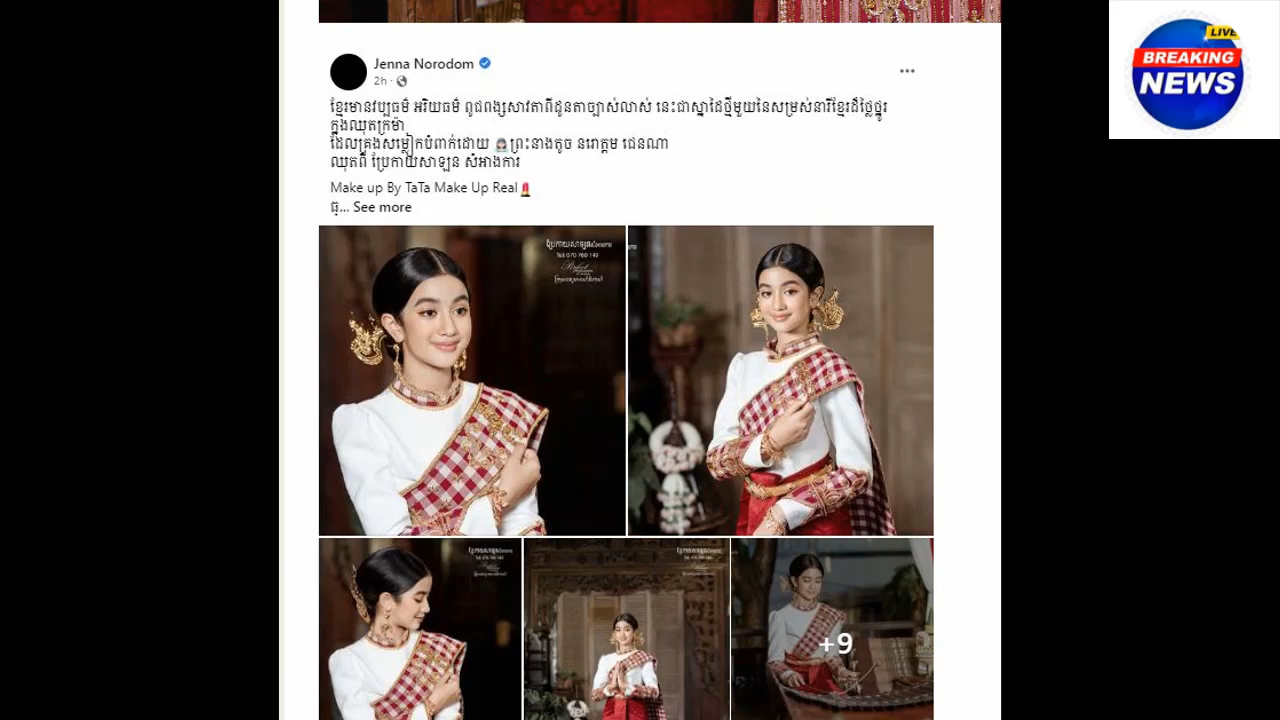 LIVE
BREAKING
NEWS
Jenna Norodom
2h
ខ្មែរមានវប្បធម៌ អរិយធម៌ ពូជពង្សសាវតាពីដូនតាច្បាស់លាស់ នេះជាស្នាដៃថ្មីមួយនៃសម្រស់នារីខ្មែរដ៏ថ្លៃថ្នូរ
ក្នុងឈុតក្រម៉ា
ដែលគ្រងសម្លៀកបំពាក់ដោយ 👩ព្រះនាងតូច នរោត្តម ជេនណា
ឈុតពី ប្រែកាយសាឡន សំអាងការ
Make up By TaTa Make Up Real💄
ធ្... See more
+9